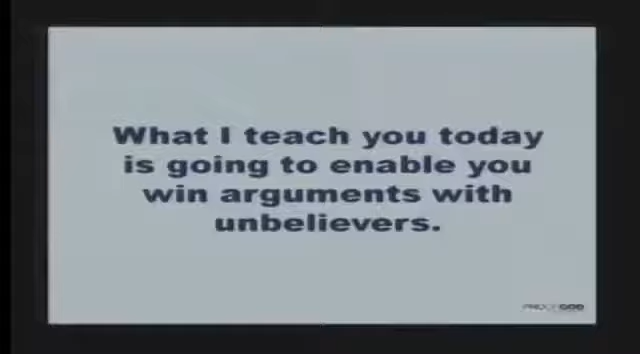 What I teach you today
is going to enable you
win arguments with
unbelievers.